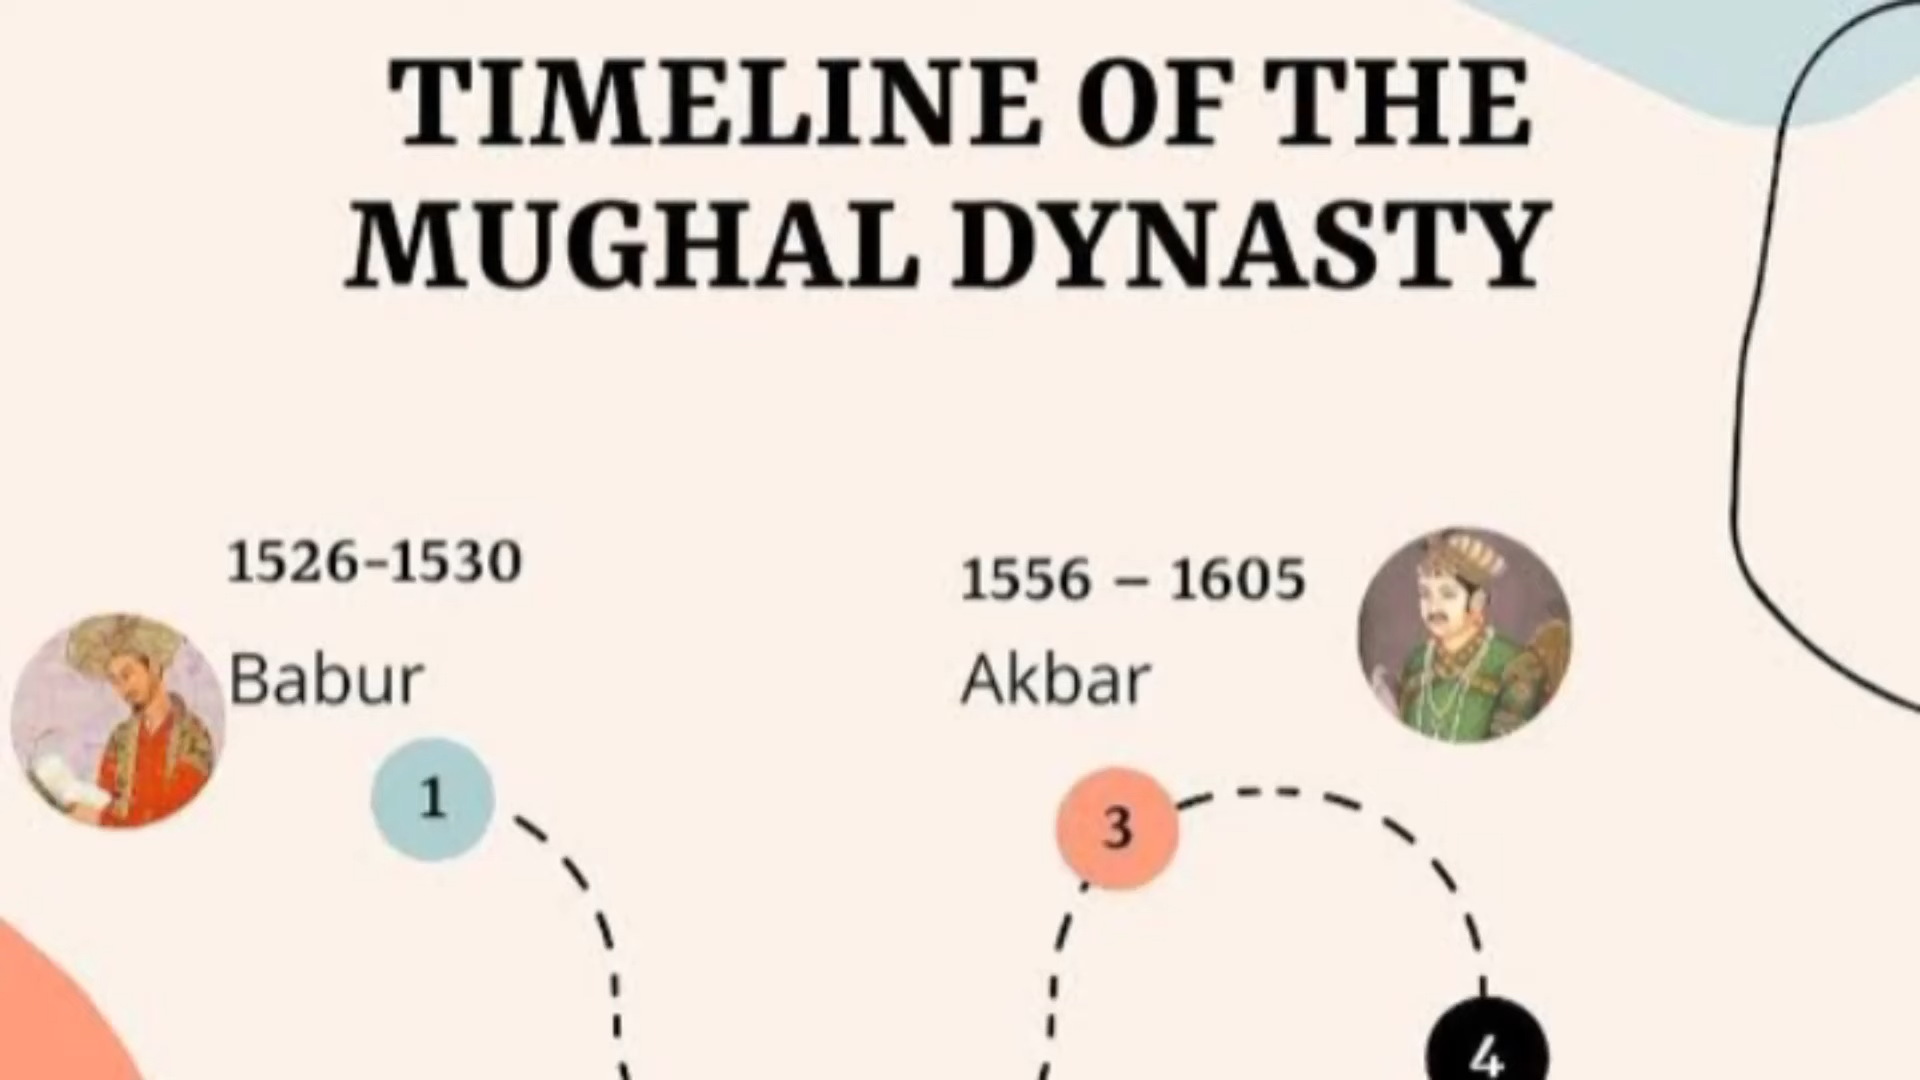 TIMELINE OF THE
MUGHAL DYNASTY
1526–1530
Babur
1
1556 – 1605
Akbar
3
4